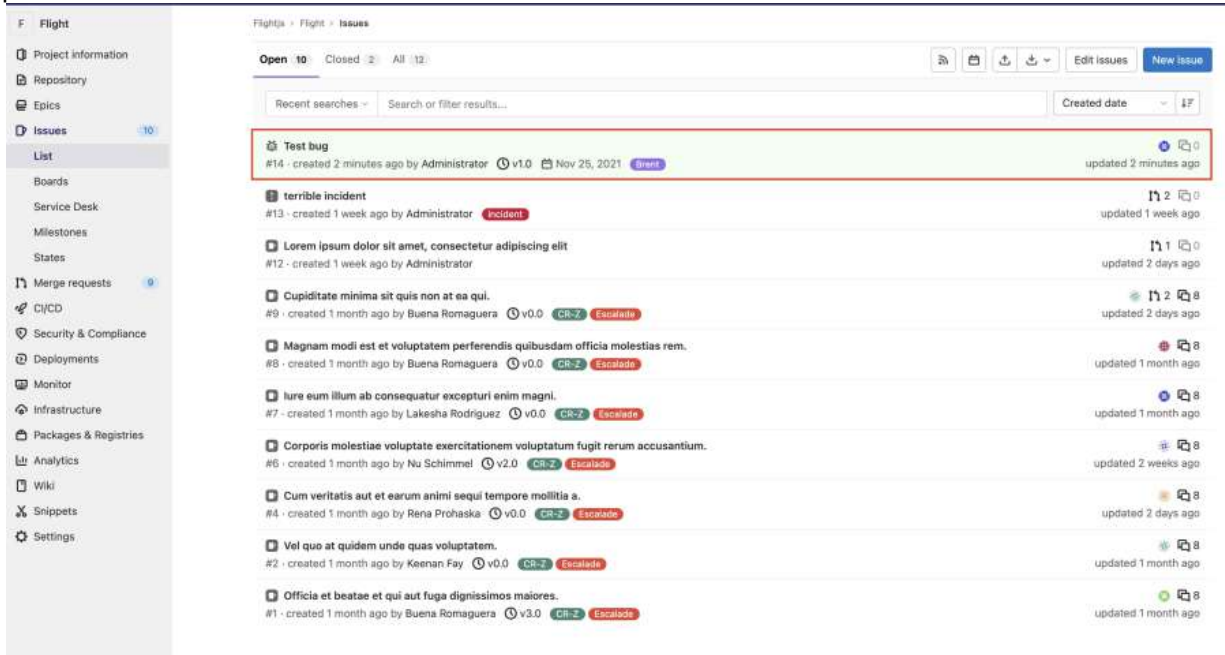 F Flight
Project information
Repository
Epics
Issues 10
List
Boards
Service Desk
Milestones
States
Merge requests 9
CI/CD
Security & Compliance
Deployments
Monitor
Infrastructure
Packages & Registries
Analytics
Wiki
Snippets
Settings
Flightjs > Flight > Issues
Open 10 Closed 2 All 12
Edit issues New issue
Recent searches Search or filter results... Created date
Test bug 0
#14 · created 2 minutes ago by Administrator v1.0 Nov 25, 2021 Brent updated 2 minutes ago
terrible incident 2 0
#13 · created 1 week ago by Administrator incident updated 1 week ago
Lorem ipsum dolor sit amet, consectetur adipiscing elit 1 0
#12 · created 1 week ago by Administrator updated 2 days ago
Cupiditate minima sit quis non at ea qui. 2 8
#9 · created 1 month ago by Buena Romaguera v0.0 CR-Z Escalade updated 2 days ago
Magnam modi est et voluptatem perferendis quibusdam officia molestias rem. 8
#8 · created 1 month ago by Buena Romaguera v0.0 CR-Z Escalade updated 1 month ago
Iure eum illum ab consequatur excepturi enim magni. 8
#7 · created 1 month ago by Lakesha Rodriguez v0.0 CR-Z Escalade updated 1 month ago
Corporis molestiae voluptate exercitationem voluptatum fugit rerum accusantium. 8
#6 · created 1 month ago by Nu Schimmel v2.0 CR-Z Escalade updated 2 weeks ago
Cum veritatis aut et earum animi sequi tempore mollitia a. 8
#4 · created 1 month ago by Rena Prohaska v0.0 CR-Z Escalade updated 2 days ago
Vel quo at quidem unde quas voluptatem. 8
#2 · created 1 month ago by Keenan Fay v0.0 CR-Z Escalade updated 1 month ago
Officia et beatae et qui aut fuga dignissimos maiores. 8
#1 · created 1 month ago by Buena Romaguera v3.0 CR-Z Escalade updated 1 month ago